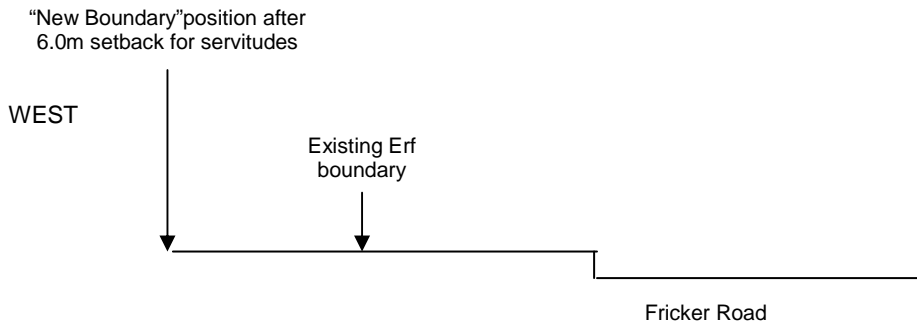 “New Boundary”position after
6.0m setback for servitudes
WEST
Existing Erf
boundary
Fricker Road